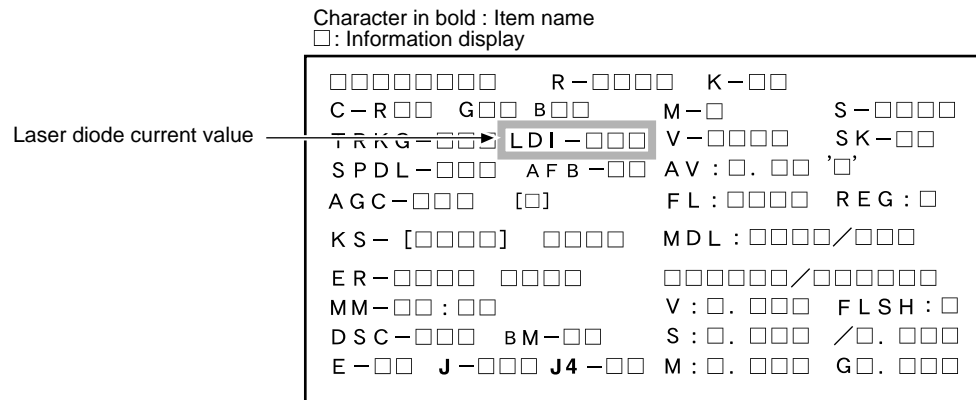 Character in bold : Item name
□ : Information display
□□□□□□□□ R－□□□□ K－□□
C－R□□ G□□ B□□ M－□ S－□□□□
Laser diode current value
TRKG－□□□ LDI－□□□ V－□□□□ SK－□□
SPDL－□□□ AFB－□□ AV：□. □□ '□'
AGC－□□□ [□] FL：□□□□ REG：□
KS－ [□□□□] □□□□ MDL：□□□□／□□□
ER－□□□□ □□□□ □□□□□□／□□□□□□
MM－□□：□□ V：□. □□□ FLSH：□
DSC－□□□ BM－□□ S：□. □□□ ／□. □□□
E－□□ J－□□□ J4－□□ M：□. □□□ G□. □□□